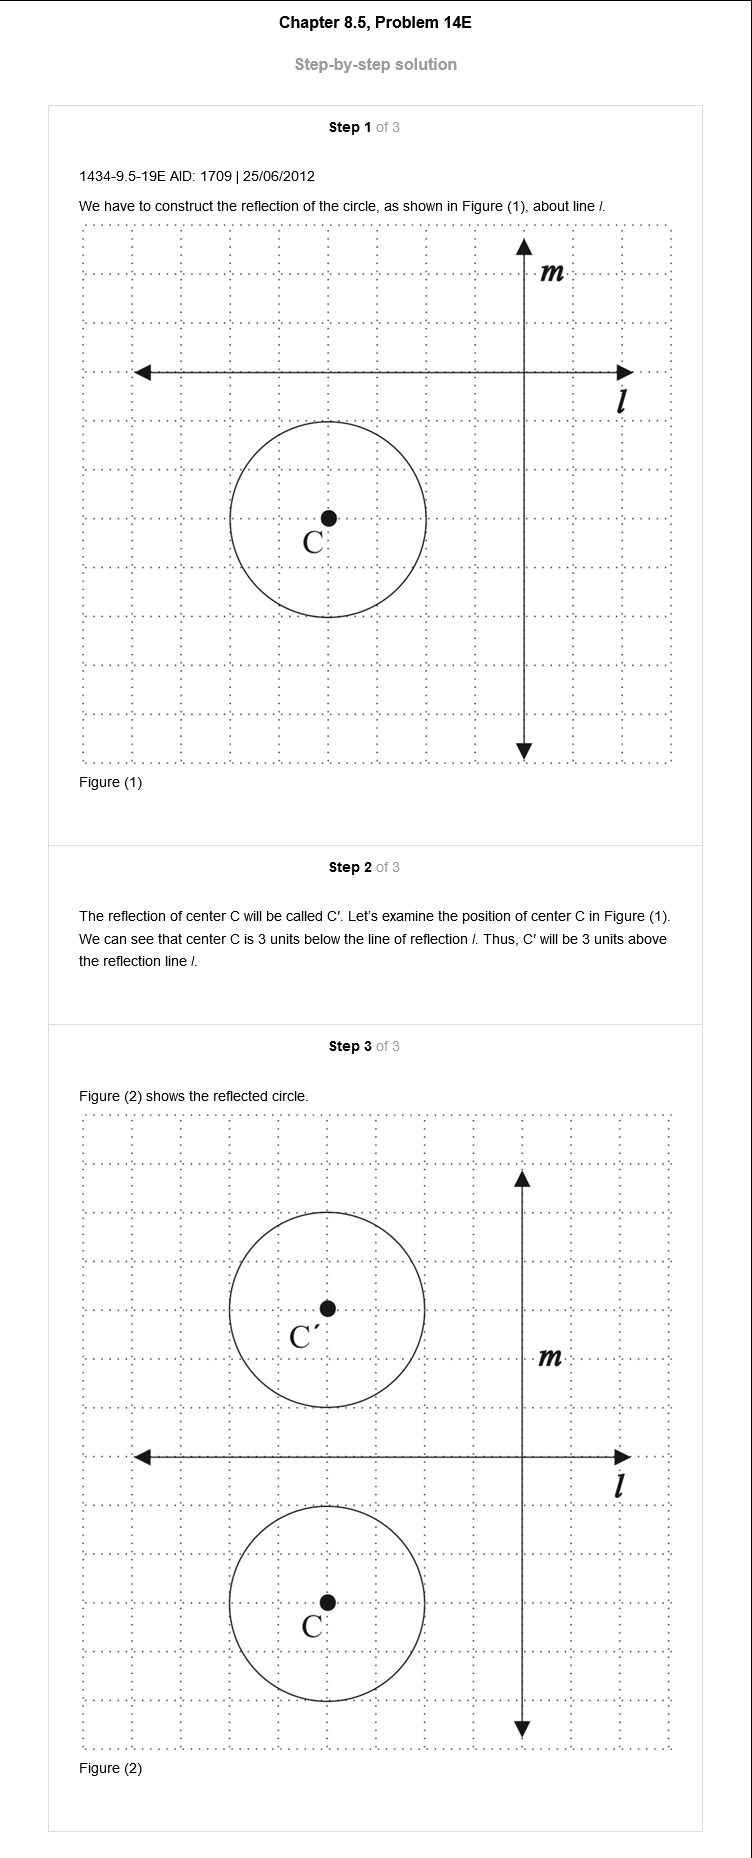 Chapter 8.5, Problem 14E
Step-by-step solution
Step 1 of 3
1434-9.5-19E AID: 1709 | 25/06/2012
We have to construct the reflection of the circle, as shown in Figure (1), about line l.
m
l
C
Figure (1)
Step 2 of 3
The reflection of center C will be called C′. Let's examine the position of center C in Figure (1).
We can see that center C is 3 units below the line of reflection l. Thus, C′ will be 3 units above
the reflection line l.
Step 3 of 3
Figure (2) shows the reflected circle.
C´
m
l
C
Figure (2)